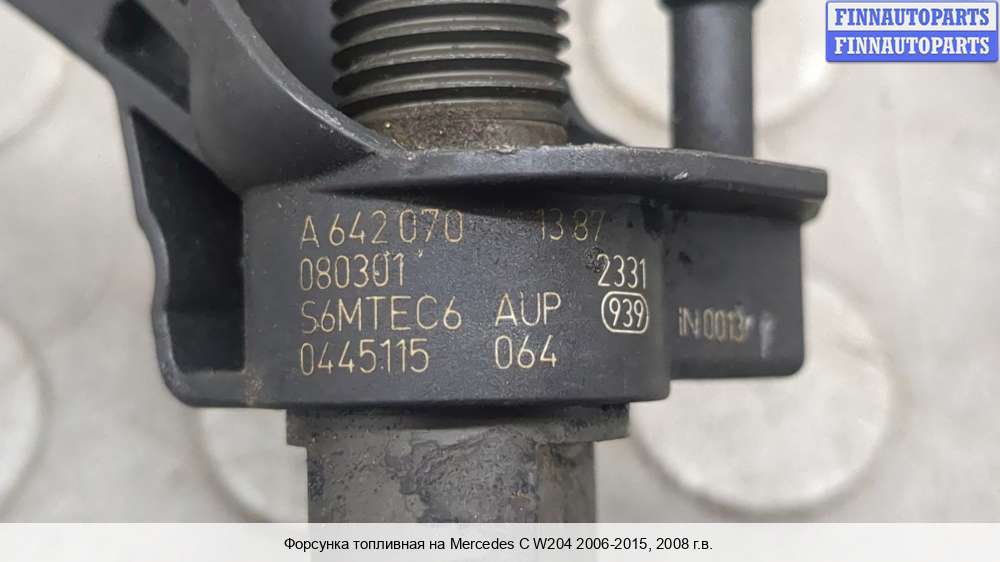 FINNAUTOPARTS
FINNAUTOPARTS
A 642 070 13 87
080301 2331
S6MTEC6 AUP 939
0445115 064
iN0013
Форсунка топливная на Mercedes C W204 2006-2015, 2008 г.в.